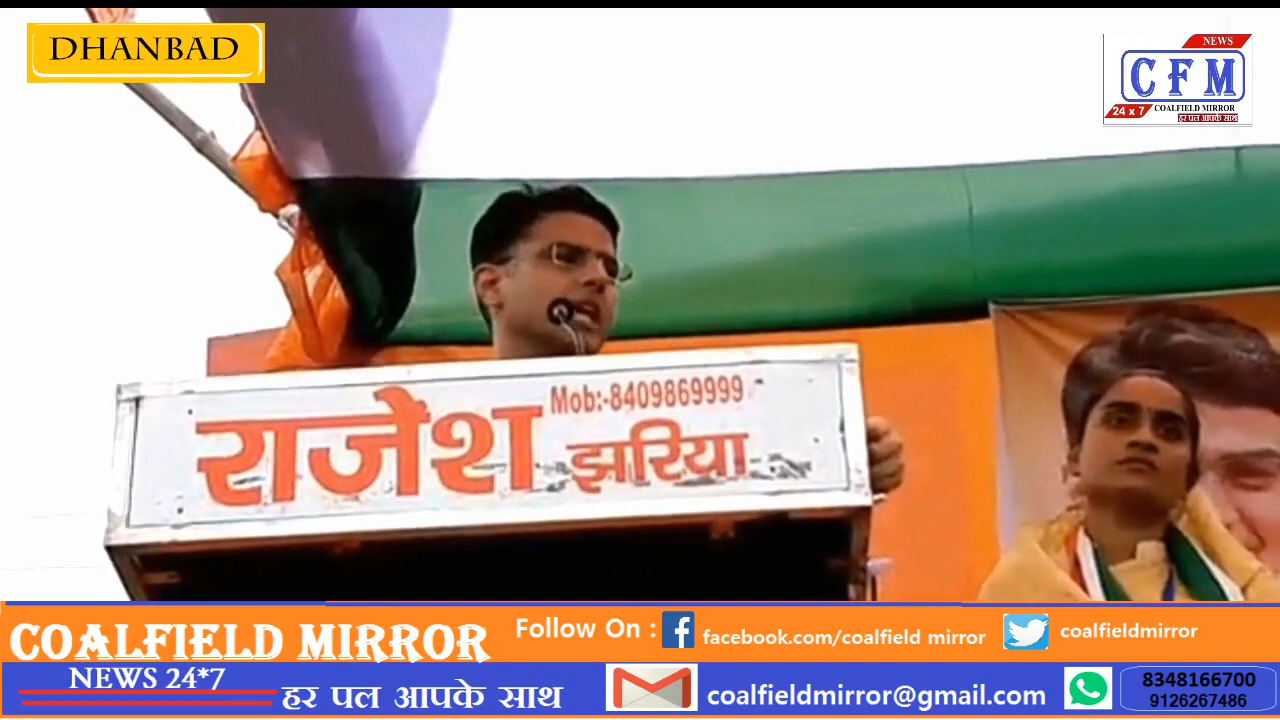 DHANBAD
NEWS
C F M
24 x 7
COALFIELD MIRROR
हर पल आपके साथ
Mob:-8409869999
राजेश
झरिया
COALFIELD MIRROR
Follow On :
facebook.com/coalfield mirror
coalfieldmirror
NEWS 24*7
हर पल आपके साथ
coalfieldmirror@gmail.com
8348166700
9126267486